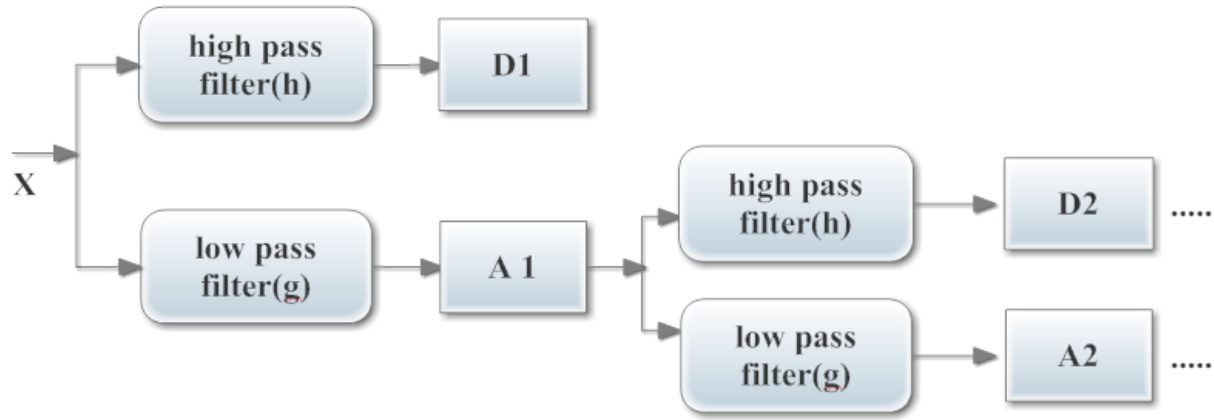 high pass
filter(h)
D1
X
low pass
filter(g)
A 1
high pass
filter(h)
D2
.....
low pass
filter(g)
A2
.....